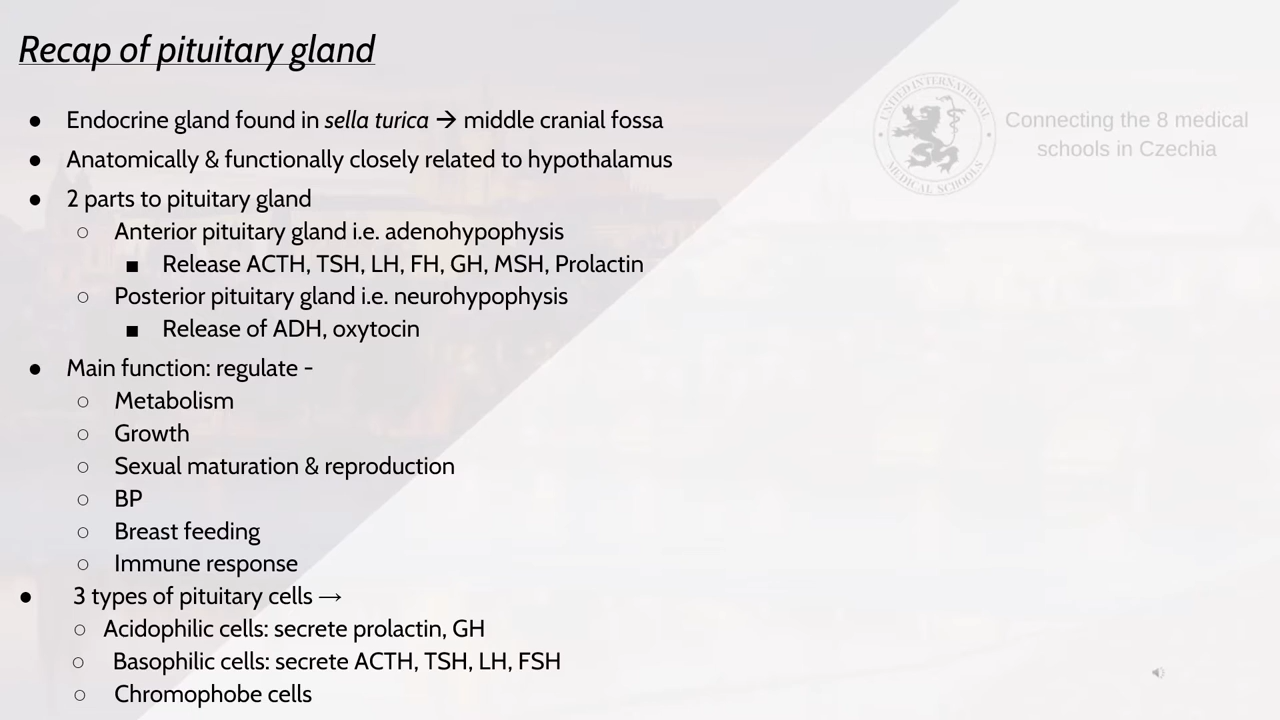 Recap of pituitary gland
● Endocrine gland found in sella turica → middle cranial fossa
● Anatomically & functionally closely related to hypothalamus
● 2 parts to pituitary gland
○ Anterior pituitary gland i.e. adenohypophysis
■ Release ACTH, TSH, LH, FH, GH, MSH, Prolactin
○ Posterior pituitary gland i.e. neurohypophysis
■ Release of ADH, oxytocin
● Main function: regulate -
○ Metabolism
○ Growth
○ Sexual maturation & reproduction
○ BP
○ Breast feeding
○ Immune response
● 3 types of pituitary cells →
○ Acidophilic cells: secrete prolactin, GH
○ Basophilic cells: secrete ACTH, TSH, LH, FSH
○ Chromophobe cells
UNITED INTERNATIONAL
MEDICAL SCHOOLS
Connecting the 8 medical
schools in Czechia